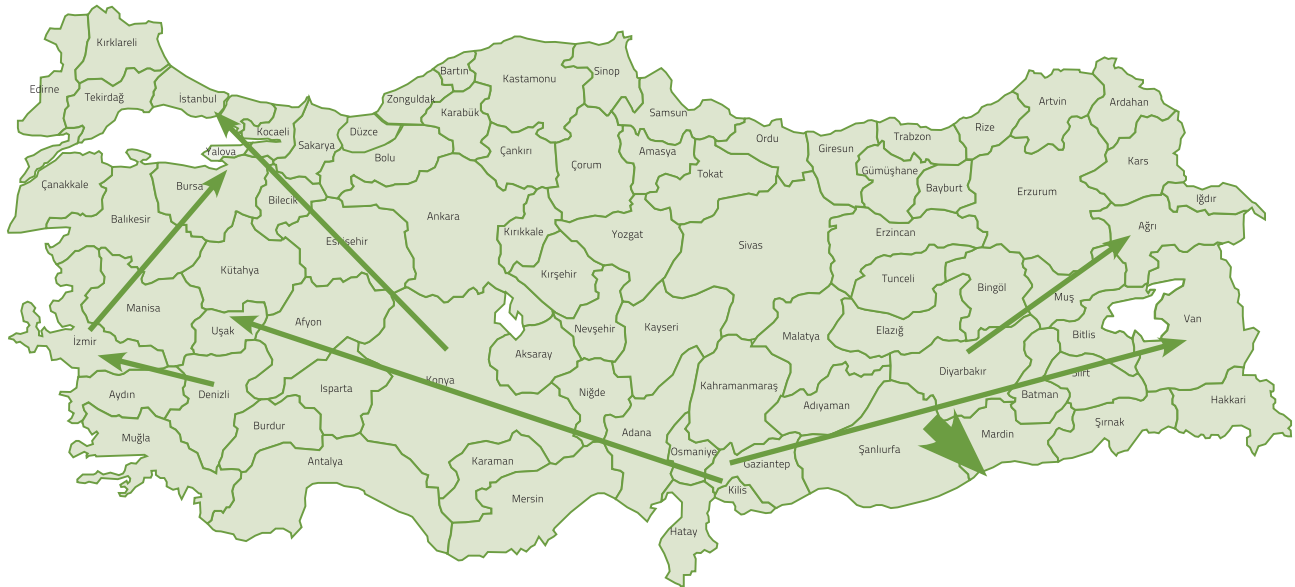 Kırklareli
Edirne
Tekirdağ
İstanbul
Kocaeli
Yalova
Sakarya
Düzce
Zonguldak
Bartın
Karabük
Kastamonu
Sinop
Samsun
Bolu
Çankırı
Çorum
Amasya
Tokat
Ordu
Giresun
Trabzon
Gümüşhane
Bayburt
Rize
Artvin
Ardahan
Kars
Iğdır
Erzurum
Ağrı
Çanakkale
Balıkesir
Bursa
Bilecik
Eskişehir
Ankara
Kırıkkale
Yozgat
Sivas
Erzincan
Tunceli
Bingöl
Muş
Kütahya
Kırşehir
Manisa
Uşak
Afyon
Nevşehir
Kayseri
Malatya
Elazığ
Bitlis
Van
İzmir
Aksaray
Konya
Aydın
Denizli
Isparta
Niğde
Kahramanmaraş
Adıyaman
Diyarbakır
Batman
Siirt
Hakkari
Muğla
Burdur
Antalya
Karaman
Mersin
Adana
Osmaniye
Gaziantep
Kilis
Şanlıurfa
Mardin
Şırnak
Hatay